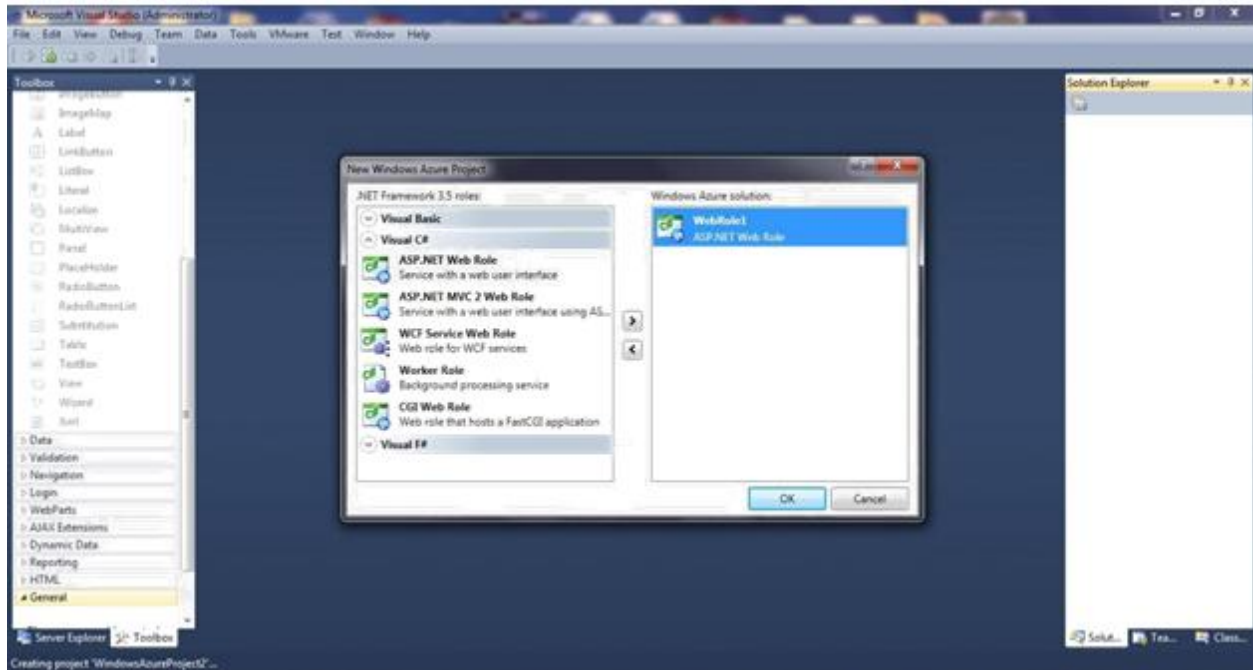 Microsoft Visual Studio (Administrator)
File Edit View Debug Team Data Tools VMware Test Window Help
Toolbox
ImageButton
ImageMap
Label
LinkButton
ListBox
Literal
Localize
MultiView
Panel
PlaceHolder
RadioButton
RadioButtonList
Substitution
Table
TextBox
View
Wizard
Xml
Data
Validation
Navigation
Login
WebParts
AJAX Extensions
Dynamic Data
Reporting
HTML
General
Server Explorer Toolbox
Creating project 'WindowsAzureProject2'...
New Windows Azure Project
.NET Framework 3.5 roles:
Visual Basic
Visual C#
ASP.NET Web Role
Service with a web user interface
ASP.NET MVC 2 Web Role
Service with a web user interface using AS...
WCF Service Web Role
Web role for WCF services
Worker Role
Background processing service
CGI Web Role
Web role that hosts a FastCGI application
Visual F#
Windows Azure solution:
WebRole1
ASP.NET Web Role
OK Cancel
Solution Explorer
Solut... Tea... Class...